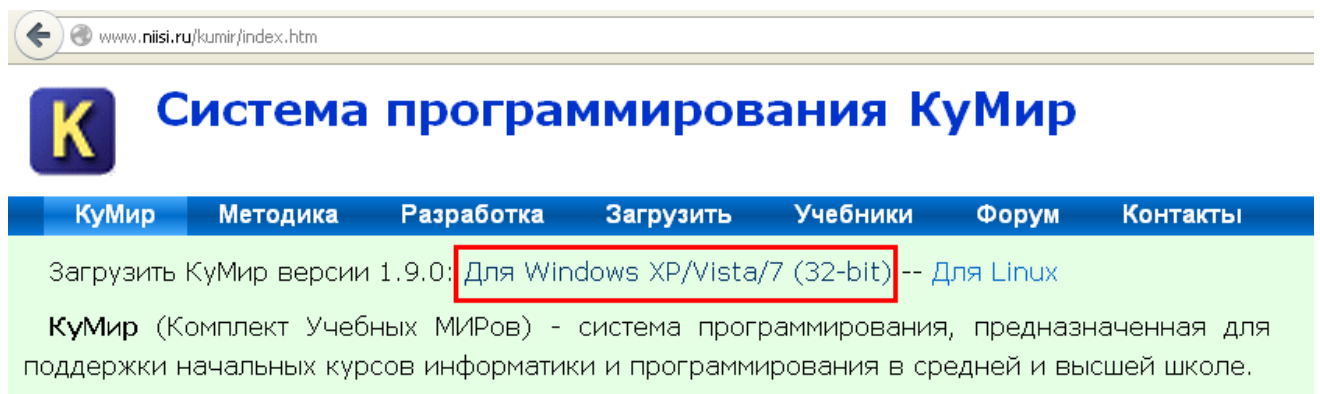 www.niisi.ru/kumir/index.htm
К
Система программирования КуМир
КуМир Методика Разработка Загрузить Учебники Форум Контакты
Загрузить КуМир версии 1.9.0: Для Windows XP/Vista/7 (32-bit) -- Для Linux
КуМир (Комплект Учебных МИРов) - система программирования, предназначенная для
поддержки начальных курсов информатики и программирования в средней и высшей школе.